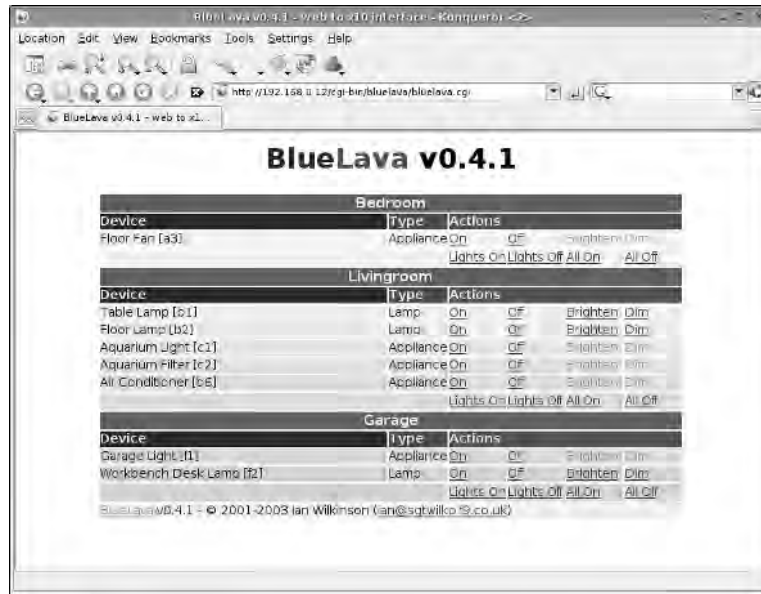 BlueLava v0.4.1 - web to x10 interface - Konqueror <2>
Location Edit View Bookmarks Tools Settings Help
http://192.168.0.12/cgi-bin/bluelava/bluelava.cgi
BlueLava v0.4.1 - web to x1...
BlueLava v0.4.1
Bedroom
Device Type Actions
Floor Fan [a3] Appliance On Off Brighten Dim
Lights On Lights Off All On All Off
Livingroom
Device Type Actions
Table Lamp [b1] Lamp On Off Brighten Dim
Floor Lamp [b2] Lamp On Off Brighten Dim
Aquarium Light [c1] Appliance On Off Brighten Dim
Aquarium Filter [c2] Appliance On Off Brighten Dim
Air Conditioner [b6] Appliance On Off Brighten Dim
Lights On Lights Off All On All Off
Garage
Device Type Actions
Garage Light [f1] Appliance On Off Brighten Dim
Workbench Desk Lamp [f2] Lamp On Off Brighten Dim
Lights On Lights Off All On All Off
BlueLava v0.4.1 - © 2001-2003 Ian Wilkinson